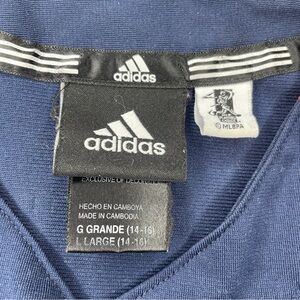 adidas
adidas
© MLBPA
EXCLUSIVE OF DECORATION
HECHO EN CAMBOYA
MADE IN CAMBODIA
G GRANDE (14-16)
L LARGE (14-16)